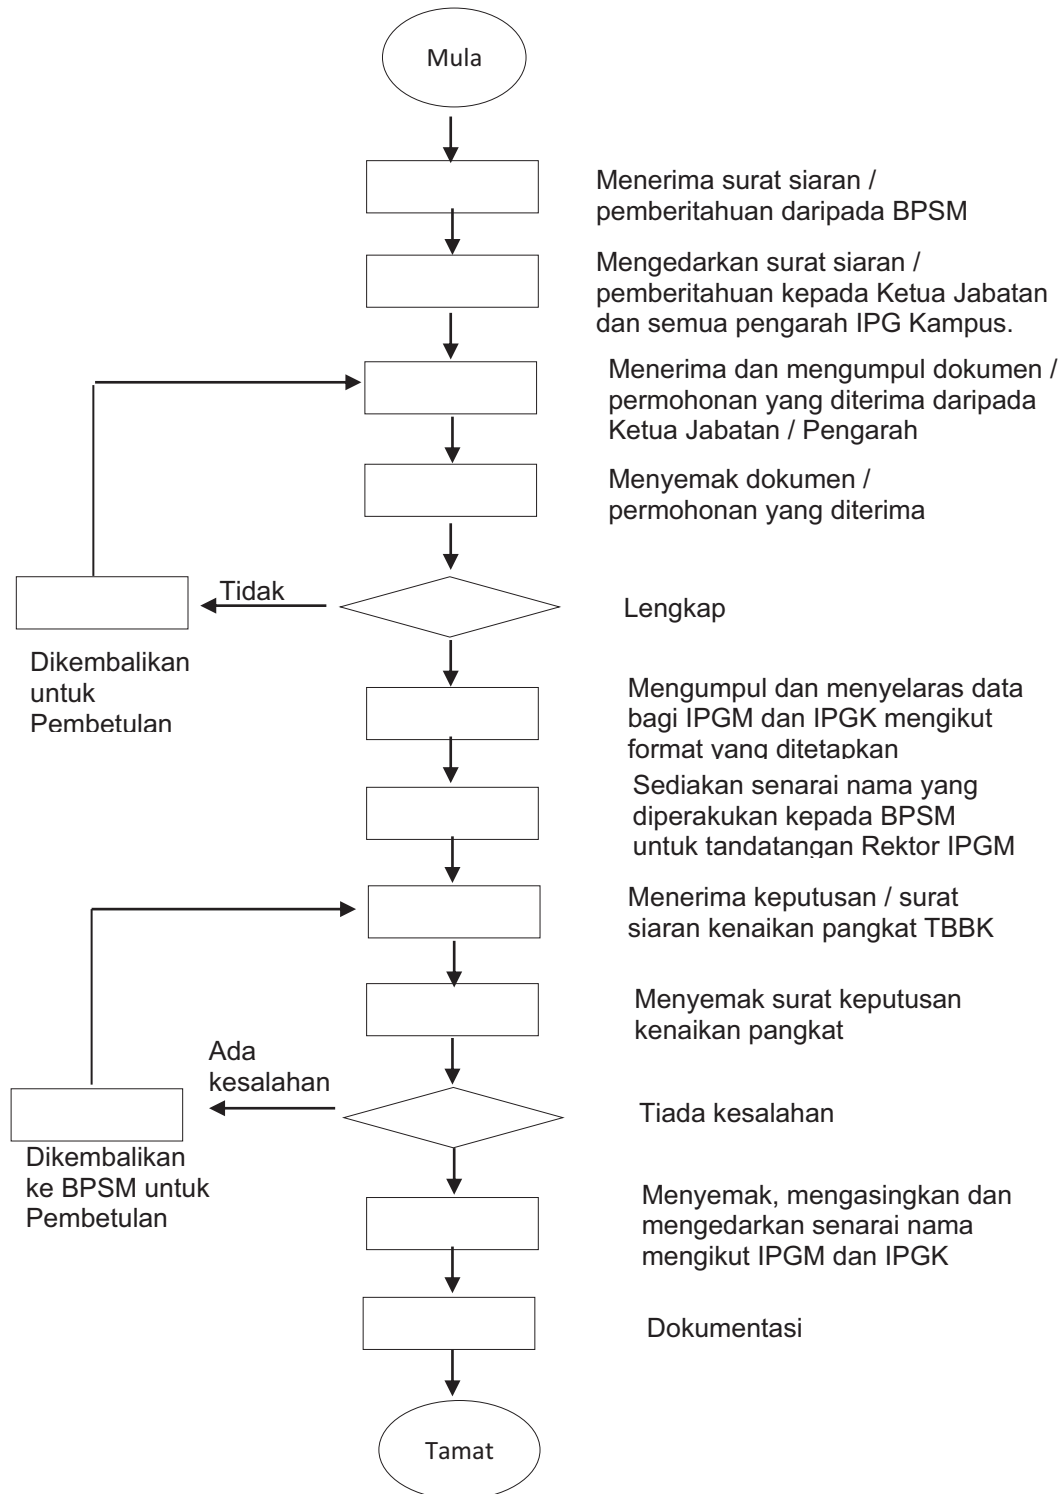 Mula
Menerima surat siaran /
pemberitahuan daripada BPSM
Mengedarkan surat siaran /
pemberitahuan kepada Ketua Jabatan
dan semua pengarah IPG Kampus.
Menerima dan mengumpul dokumen /
permohonan yang diterima daripada
Ketua Jabatan / Pengarah
Menyemak dokumen /
permohonan yang diterima
Tidak
Lengkap
Dikembalikan
untuk
Pembetulan
Mengumpul dan menyelaras data
bagi IPGM dan IPGK mengikut
format yang ditetapkan
Sediakan senarai nama yang
diperakukan kepada BPSM
untuk tandatangan Rektor IPGM
Menerima keputusan / surat
siaran kenaikan pangkat TBBK
Menyemak surat keputusan
kenaikan pangkat
Ada
kesalahan
Tiada kesalahan
Dikembalikan
ke BPSM untuk
Pembetulan
Menyemak, mengasingkan dan
mengedarkan senarai nama
mengikut IPGM dan IPGK
Dokumentasi
Tamat